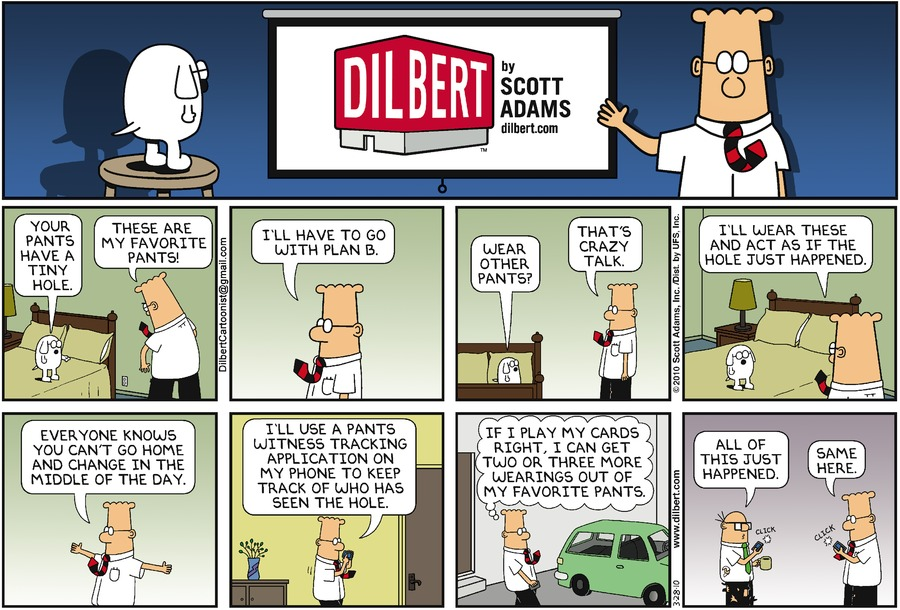 DILBERT
by
SCOTT
ADAMS
dilbert.com
TM
YOUR
PANTS
HAVE A
TINY
HOLE.
THESE ARE
MY FAVORITE
PANTS!
DilbertCartoonist@gmail.com
I'LL HAVE TO GO
WITH PLAN B.
WEAR
OTHER
PANTS?
THAT'S
CRAZY
TALK.
© 2010 Scott Adams, Inc. /Dist. by UFS, Inc.
I'LL WEAR THESE
AND ACT AS IF THE
HOLE JUST HAPPENED.
EVERYONE KNOWS
YOU CAN'T GO HOME
AND CHANGE IN THE
MIDDLE OF THE DAY.
I'LL USE A PANTS
WITNESS TRACKING
APPLICATION ON
MY PHONE TO KEEP
TRACK OF WHO HAS
SEEN THE HOLE.
IF I PLAY MY CARDS
RIGHT, I CAN GET
TWO OR THREE MORE
WEARINGS OUT OF
MY FAVORITE PANTS.
www.dilbert.com
3-28-10
ALL OF
THIS JUST
HAPPENED.
CLICK
SAME
HERE.
CLICK